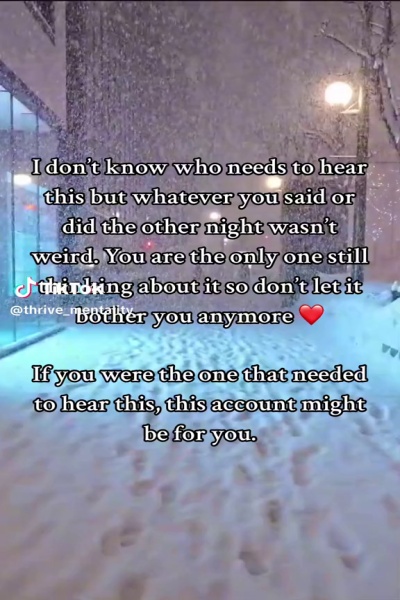 I don't know who needs to hear
this but whatever you said or
did the other night wasn't
weird. You are the only one still
thinking about it so don't let it
TikTok
@thrive_mentality
bother you anymore ❤️
If you were the one that needed
to hear this, this account might
be for you.